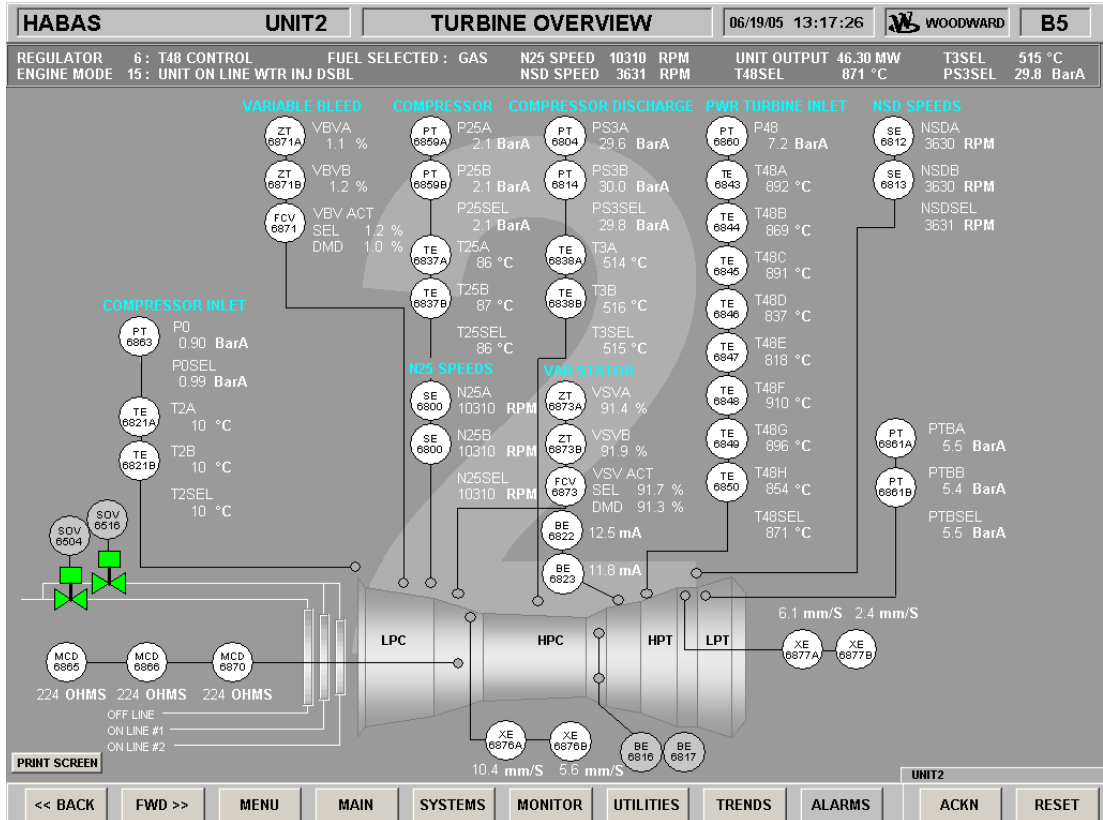 HABAS UNIT2 TURBINE OVERVIEW 06/19/05 13:17:26 WOODWARD B5
REGULATOR 6 : T48 CONTROL FUEL SELECTED : GAS N25 SPEED 10310 RPM UNIT OUTPUT 46.30 MW T3SEL 515 °C
ENGINE MODE 15 : UNIT ON LINE WTR INJ DSBL NSD SPEED 3631 RPM T48SEL 871 °C PS3SEL 29.8 BarA
VARIABLE BLEED
ZT 6871A VBVA 1.1 %
ZT 6871B VBVB 1.2 %
FCV 6871 VBV ACT
SEL 1.2 %
DMD 1.0 %
COMPRESSOR
PT 6859A P25A 2.1 BarA
PT 6859B P25B 2.1 BarA
P25SEL 2.1 BarA
TE 6837A T25A 86 °C
TE 6837B T25B 87 °C
T25SEL 86 °C
COMPRESSOR DISCHARGE
PT 6804 PS3A 29.6 BarA
PT 6814 PS3B 30.0 BarA
PS3SEL 29.8 BarA
TE 6838A T3A 514 °C
TE 6838B T3B 516 °C
T3SEL 515 °C
PWR TURBINE INLET
PT 6860 P48 7.2 BarA
TE 6843 T48A 892 °C
TE 6844 T48B 869 °C
TE 6845 T48C 891 °C
TE 6846 T48D 837 °C
TE 6847 T48E 818 °C
TE 6848 T48F 910 °C
TE 6849 T48G 896 °C
TE 6850 T48H 854 °C
T48SEL 871 °C
NSD SPEEDS
SE 6812 NSDA 3630 RPM
SE 6813 NSDB 3630 RPM
NSDSEL 3631 RPM
COMPRESSOR INLET
PT 6863 P0 0.90 BarA
P0SEL 0.99 BarA
TE 6821A T2A 10 °C
TE 6821B T2B 10 °C
T2SEL 10 °C
N25 SPEEDS
SE 6800 N25A 10310 RPM
SE 6800 N25B 10310 RPM
N25SEL 10310 RPM
VAR STATOR
ZT 6873A VSVA 91.4 %
ZT 6873B VSVB 91.9 %
FCV 6873 VSV ACT
SEL 91.7 %
DMD 91.3 %
BE 6822 12.5 mA
BE 6823 11.8 mA
PT 6861A PTBA 5.5 BarA
PT 6861B PTBB 5.4 BarA
PTBSEL 5.5 BarA
SOV 6504
SOV 6516
2
LPC HPC HPT LPT
6.1 mm/S 2.4 mm/S
XE 6877A XE 6877B
MCD 6865 MCD 6866 MCD 6870
224 OHMS 224 OHMS 224 OHMS
OFF LINE
ON LINE #1
ON LINE #2
XE 6876A XE 6876B BE 6816 BE 6817
10.4 mm/S 5.6 mm/S
PRINT SCREEN
UNIT2
<< BACK FWD >> MENU MAIN SYSTEMS MONITOR UTILITIES TRENDS ALARMS ACKN RESET